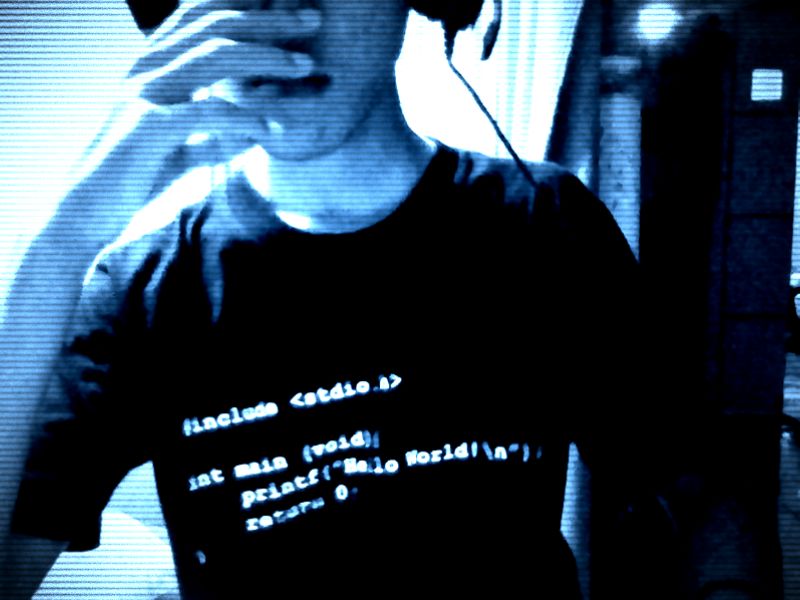 #include <stdio.h>
int main (void){
printf("Hello World!\n");
return 0;
}